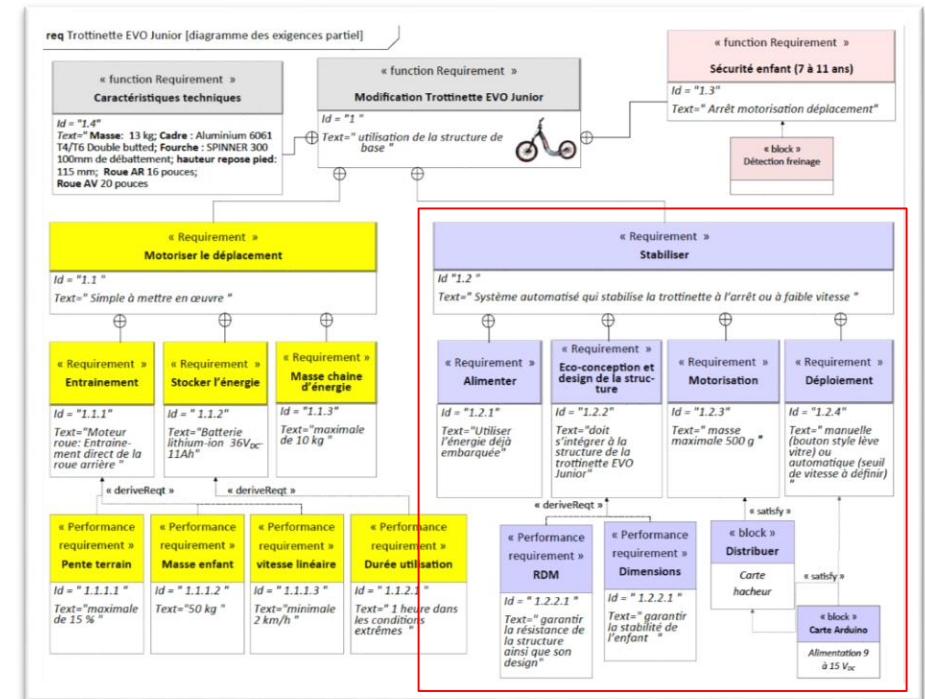 req Trottinette EVO Junior [diagramme des exigences partiel]
« function Requirement »
Caractéristiques techniques
Id = "1.4"
Text=" Masse: 13 kg; Cadre : Aluminium 6061
T4/T6 Double butted; Fourche : SPINNER 300
100mm de débattement; hauteur repose pied:
115 mm; Roue AR 16 pouces;
Roue AV 20 pouces
« function Requirement »
Modification Trottinette EVO Junior
Id = "1 "
Text=" utilisation de la structure de
base "
« function Requirement »
Sécurité enfant (7 à 11 ans)
Id = "1.3"
Text=" Arrêt motorisation déplacement"
« block »
Détection freinage
« Requirement »
Motoriser le déplacement
Id = "1.1 "
Text=" Simple à mettre en œuvre "
« Requirement »
Stabiliser
Id "1.2 "
Text=" Système automatisé qui stabilise la trottinette à l'arrêt ou à faible vitesse "
« Requirement »
Entrainement
Id = "1.1.1"
Text="Moteur
roue: Entraine-
ment direct de la
roue arrière "
« Requirement »
Stocker l'énergie
Id = " 1.1.2"
Text="Batterie
lithium-ion 36VDC-
11Ah"
« Requirement »
Masse chaine
d'énergie
Id = "1.1.3"
Text="maximale
de 10 kg "
« Requirement »
Alimenter
Id = "1.2.1"
Text="Utiliser
l'énergie déjà
embarquée"
« Requirement »
Eco-conception et
design de la struc-
ture
Id = "1.2.2"
Text="doit
s'intégrer à la
structure de la
trottinette EVO
Junior"
« Requirement »
Motorisation
Id = "1.2.3"
Text=" masse
maximale 500 g "
« Requirement »
Déploiement
Id = "1.2.4"
Text=" manuelle
(bouton style lève
vitre) ou
automatique (seuil
de vitesse à définir)
"
« deriveReqt »
« deriveReqt »
« deriveReqt »
« satisfy »
« satisfy »
« Performance
requirement »
Pente terrain
Id = " 1.1.1.1 "
Text="maximale
de 15 % "
« Performance
requirement »
Masse enfant
Id = " 1.1.1.2 "
Text="50 kg "
« Performance
requirement »
vitesse linéaire
Id = " 1.1.1.3 "
Text="minimale
2 km/h "
« Performance
requirement »
Durée utilisation
Id = " 1.1.2.1 "
Text=" 1 heure dans
les conditions
extrêmes "
« Performance
requirement »
RDM
Id = " 1.2.2.1 "
Text=" garantir
la résistance de
la structure
ainsi que son
design"
« Performance
requirement »
Dimensions
Id = " 1.2.2.1 "
Text=" garantir
la stabilité de
l'enfant "
« block »
Distribuer
Carte
hacheur
« block »
Carte Arduino
Alimentation 9
à 15 VDC